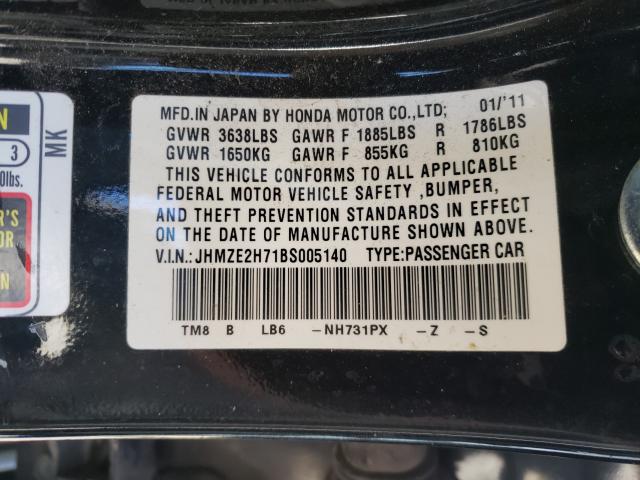 MFD.IN JAPAN BY HONDA MOTOR CO.,LTD; 01/'11
GVWR 3638LBS GAWR F 1885LBS R 1786LBS
GVWR 1650KG GAWR F 855KG R 810KG
THIS VEHICLE CONFORMS TO ALL APPLICABLE
FEDERAL MOTOR VEHICLE SAFETY ,BUMPER,
AND THEFT PREVENTION STANDARDS IN EFFECT
ON THE DATE OF MANUFACTURE SHOWN ABOVE.
V.I.N.:JHMZE2H71BS005140 TYPE:PASSENGER CAR
TM8 B LB6 -NH731PX -Z -S
MK
N
3
0lbs.
R'S
OR
N